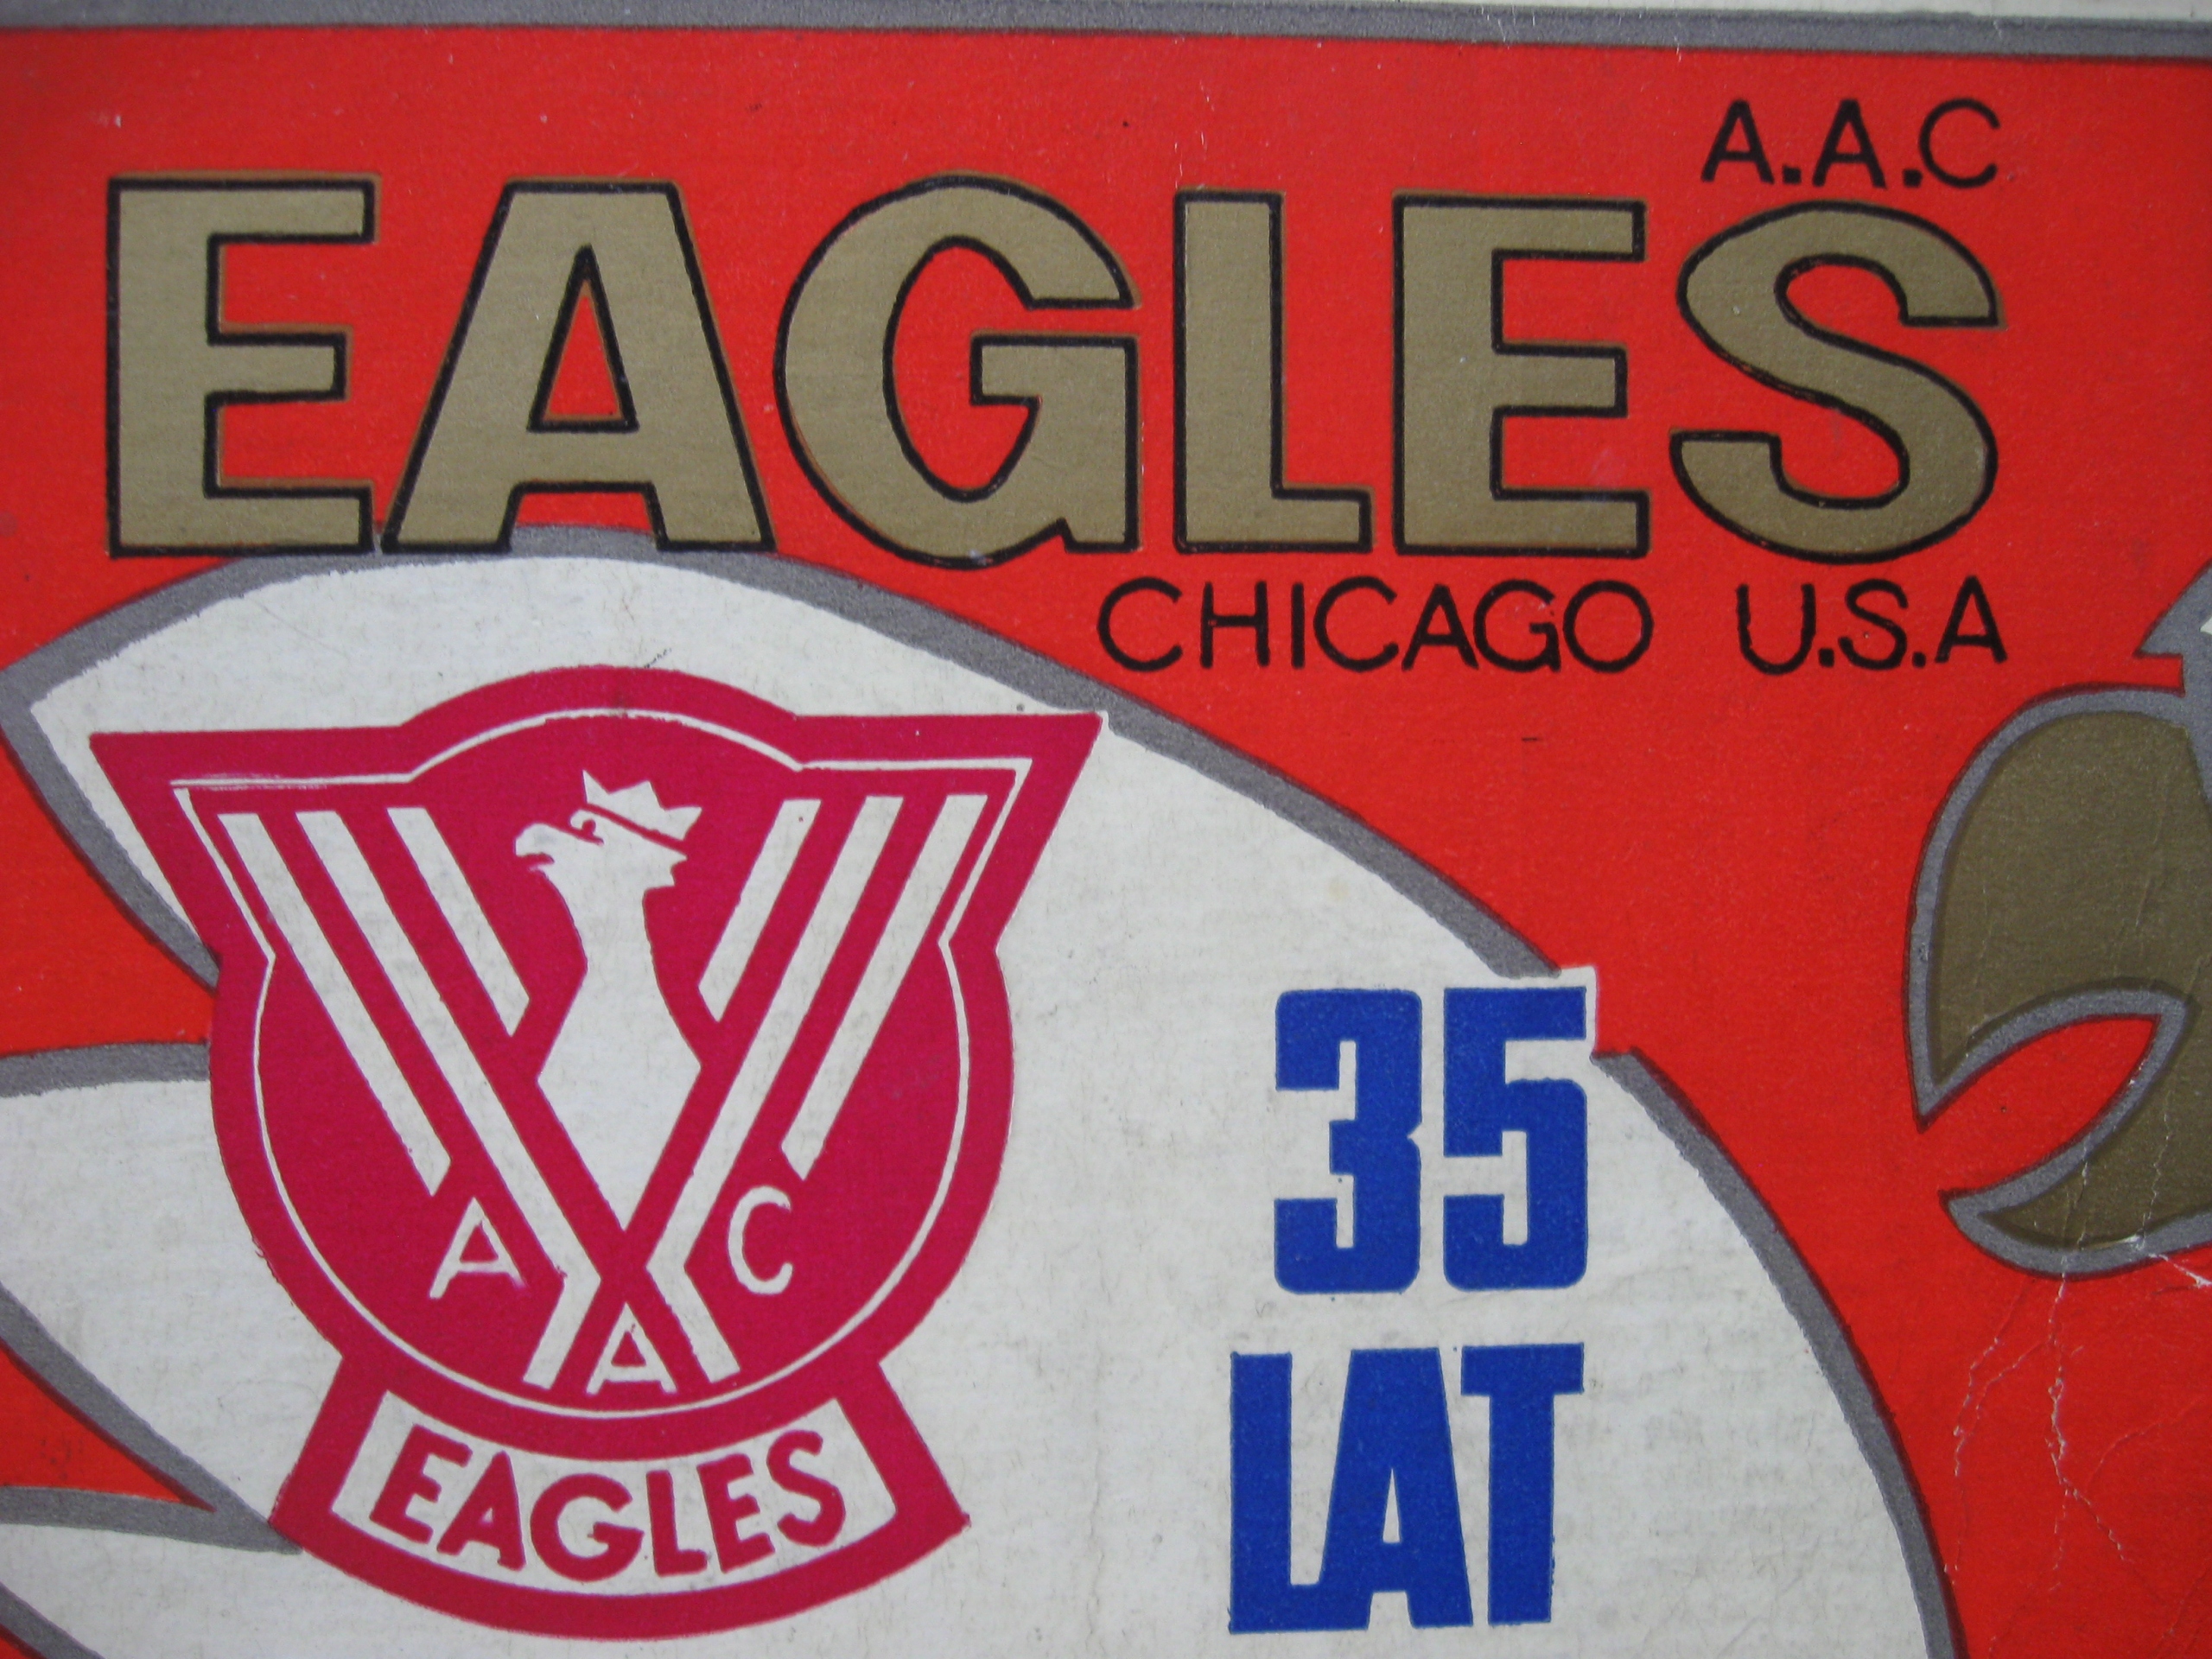 A.A.C
EAGLES
CHICAGO U.S.A
A C
A
EAGLES
35
LAT